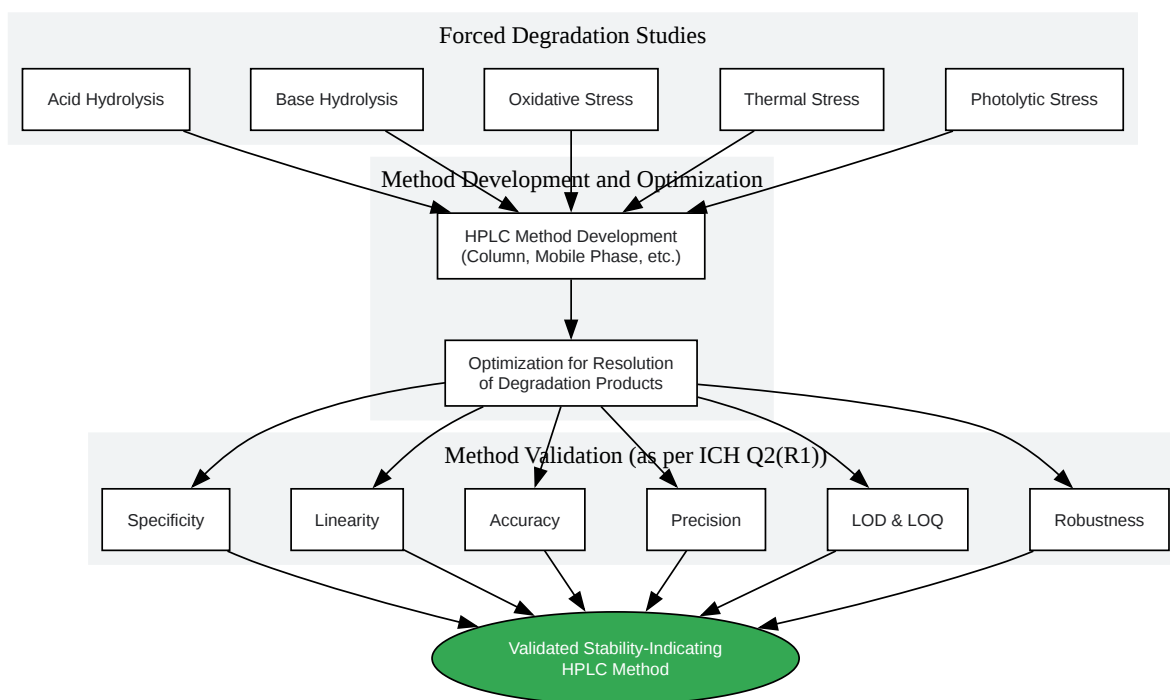 Forced Degradation Studies
Acid Hydrolysis
Base Hydrolysis
Oxidative Stress
Thermal Stress
Photolytic Stress
Method Development and Optimization
HPLC Method Development
(Column, Mobile Phase, etc.)
Optimization for Resolution
of Degradation Products
Method Validation (as per ICH Q2(R1))
Specificity
Linearity
Accuracy
Precision
LOD & LOQ
Robustness
Validated Stability-Indicating
HPLC Method